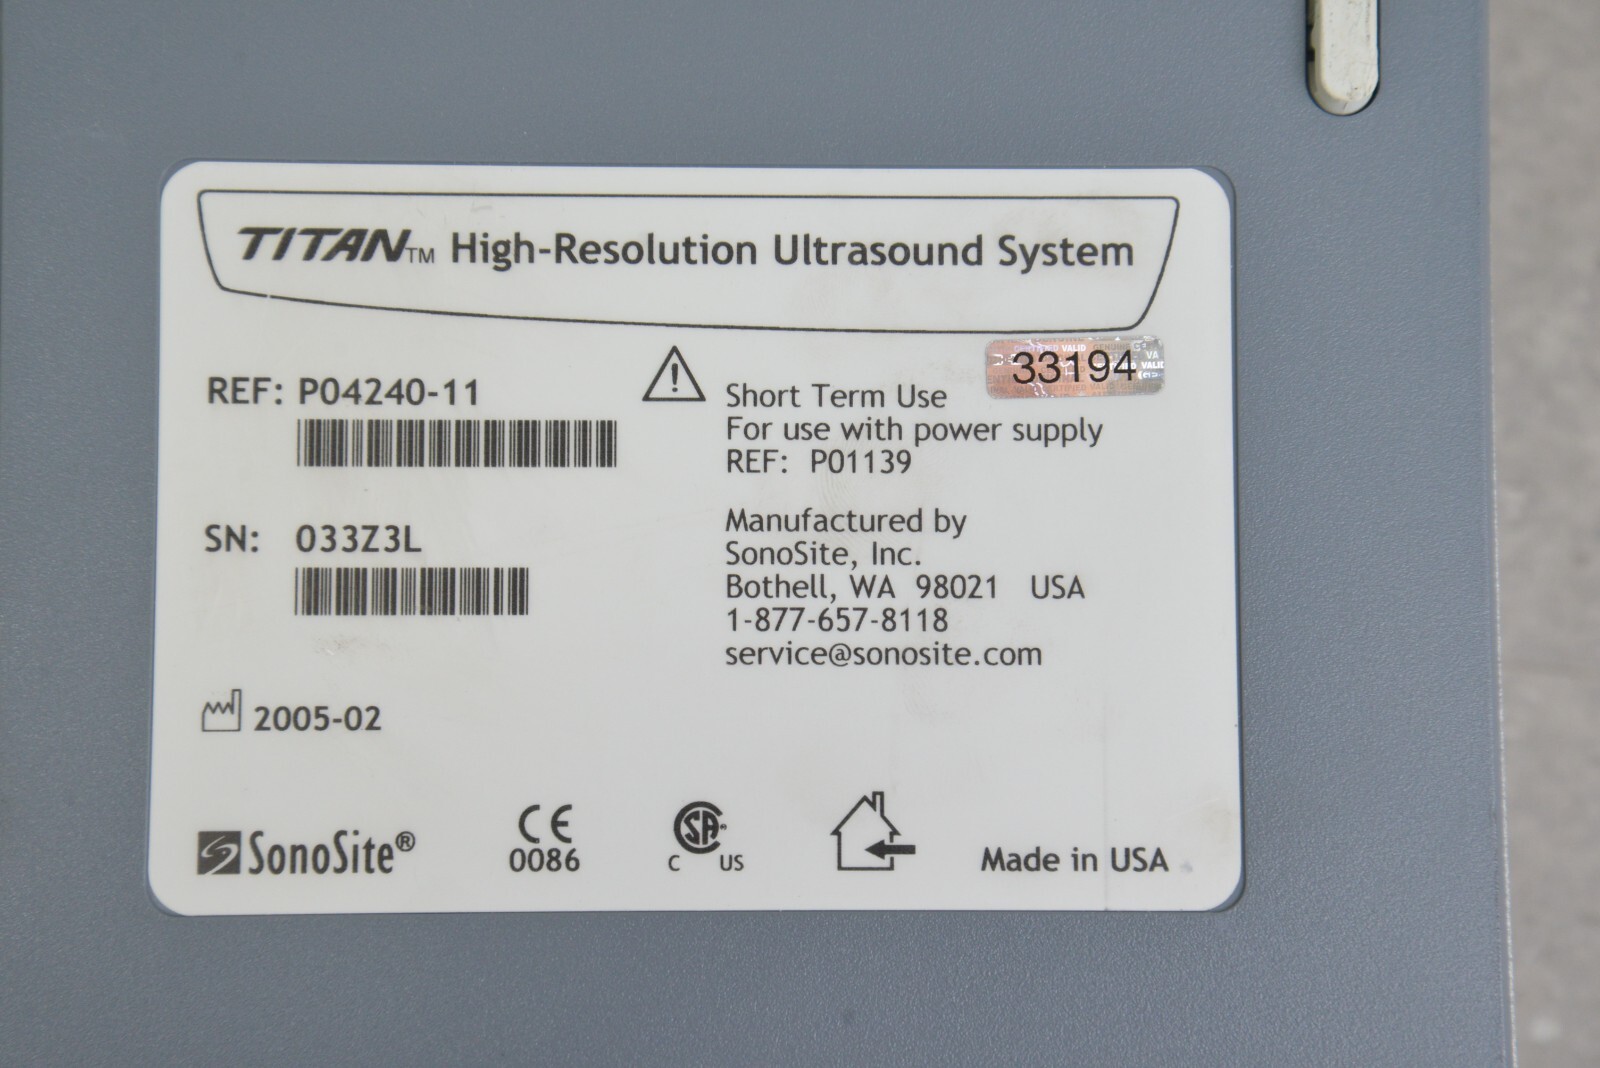 TITAN™ High-Resolution Ultrasound System
33194
REF: P04240-11
Short Term Use
For use with power supply
REF: P01139
SN: 033Z3L
Manufactured by
SonoSite, Inc.
Bothell, WA 98021 USA
1-877-657-8118
service@sonosite.com
2005-02
SonoSite®
CE
0086
C SA® US
Made in USA